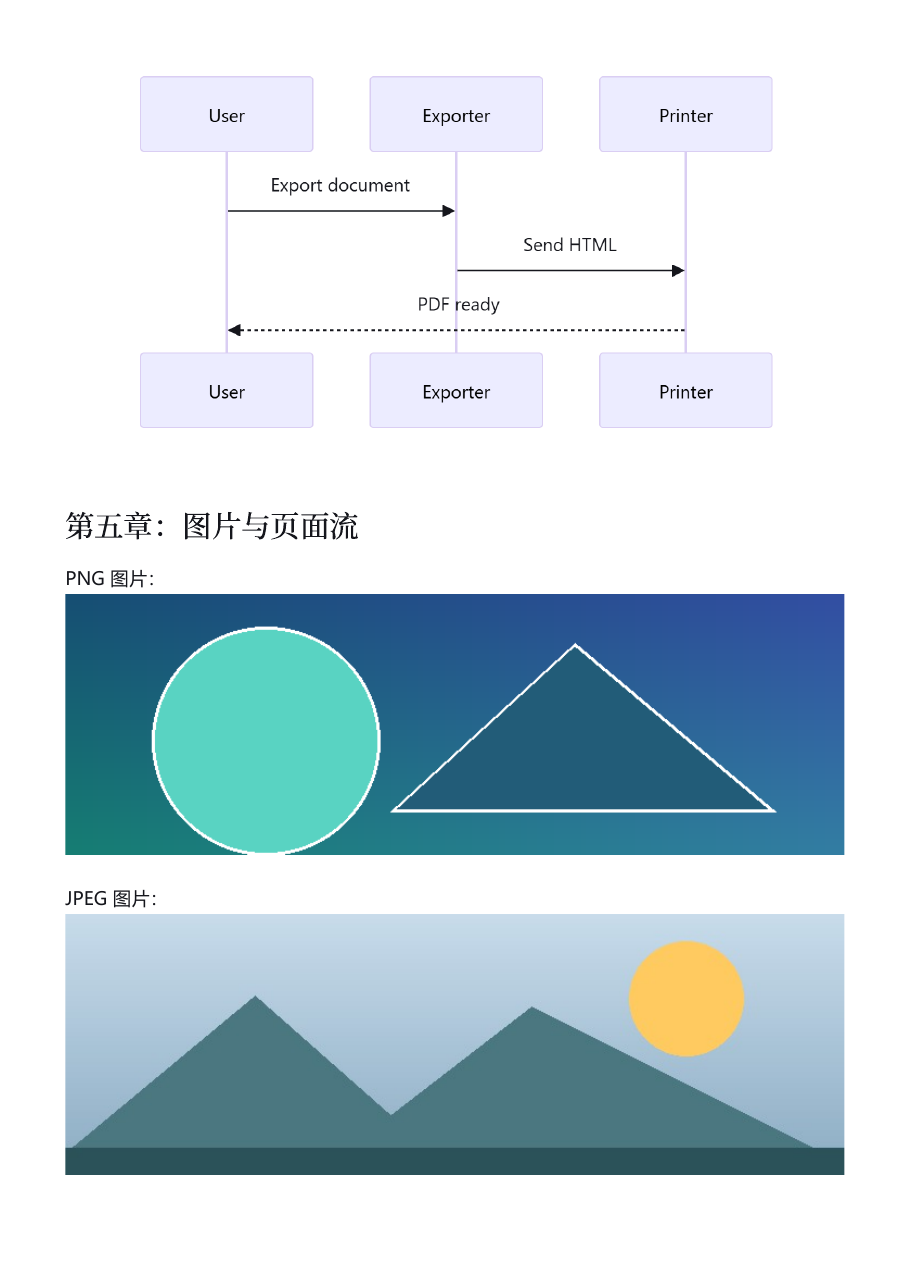 User Exporter Printer
Export document
Send HTML
PDF ready
User Exporter Printer
第五章：图片与页面流
PNG 图片：
JPEG 图片：